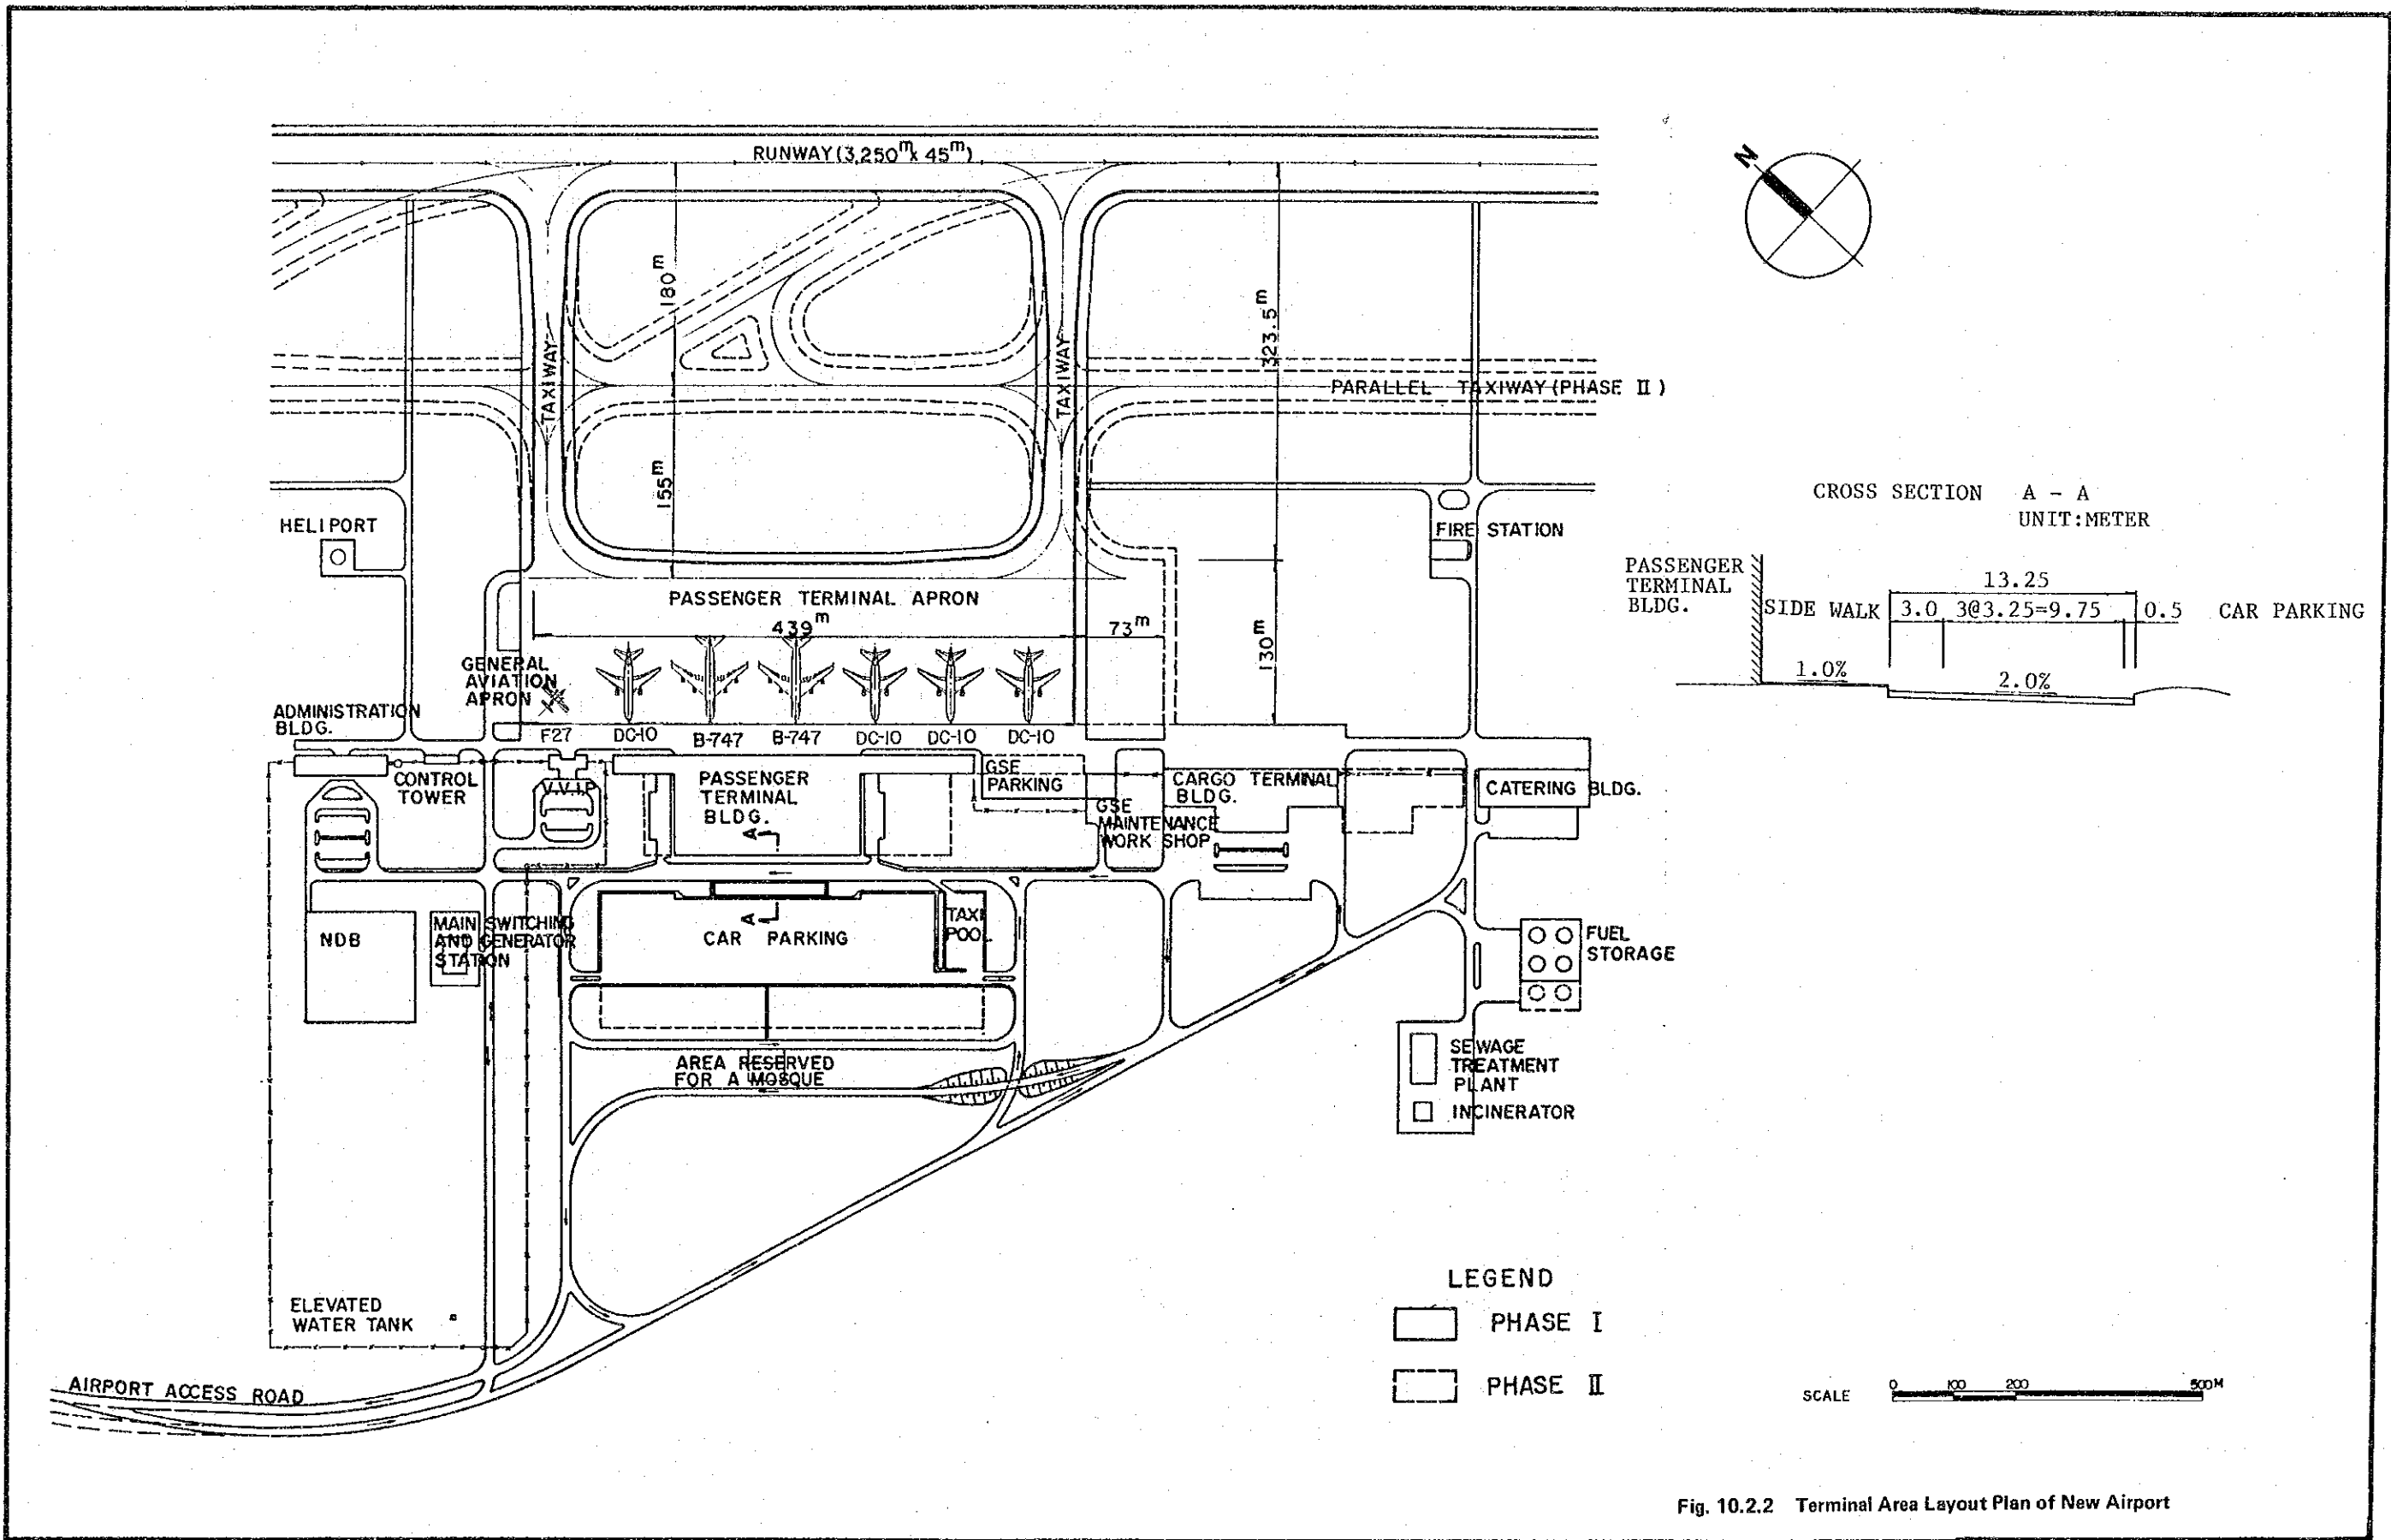 RUNWAY (3,250m x 45m)
N
180m
323.5m
TAXIWAY
TAXIWAY
PARALLEL TAXIWAY (PHASE II)
155m
CROSS SECTION A - A
UNIT:METER
HELIPORT
FIRE STATION
PASSENGER
TERMINAL
BLDG.
13.25
SIDE WALK 3.0 3@3.25=9.75 0.5 CAR PARKING
1.0%
2.0%
PASSENGER TERMINAL APRON
439m
73m
130m
GENERAL
AVIATION
APRON
ADMINISTRATION
BLDG.
F27 DC-10 B-747 B-747 DC-10 DC-10 DC-10
CONTROL
TOWER
V.V.I.P
PASSENGER
TERMINAL
BLDG.
GSE
PARKING
CARGO TERMINAL
BLDG.
CATERING BLDG.
GSE
MAINTENANCE
WORK SHOP
A
A
NDB
MAIN SWITCHING
AND GENERATOR
STATION
CAR PARKING
TAXI
POOL
FUEL
STORAGE
AREA RESERVED
FOR A MOSQUE
SEWAGE
TREATMENT
PLANT
INCINERATOR
ELEVATED
WATER TANK
LEGEND
PHASE I
PHASE II
AIRPORT ACCESS ROAD
SCALE 0 100 200 500M
Fig. 10.2.2 Terminal Area Layout Plan of New Airport